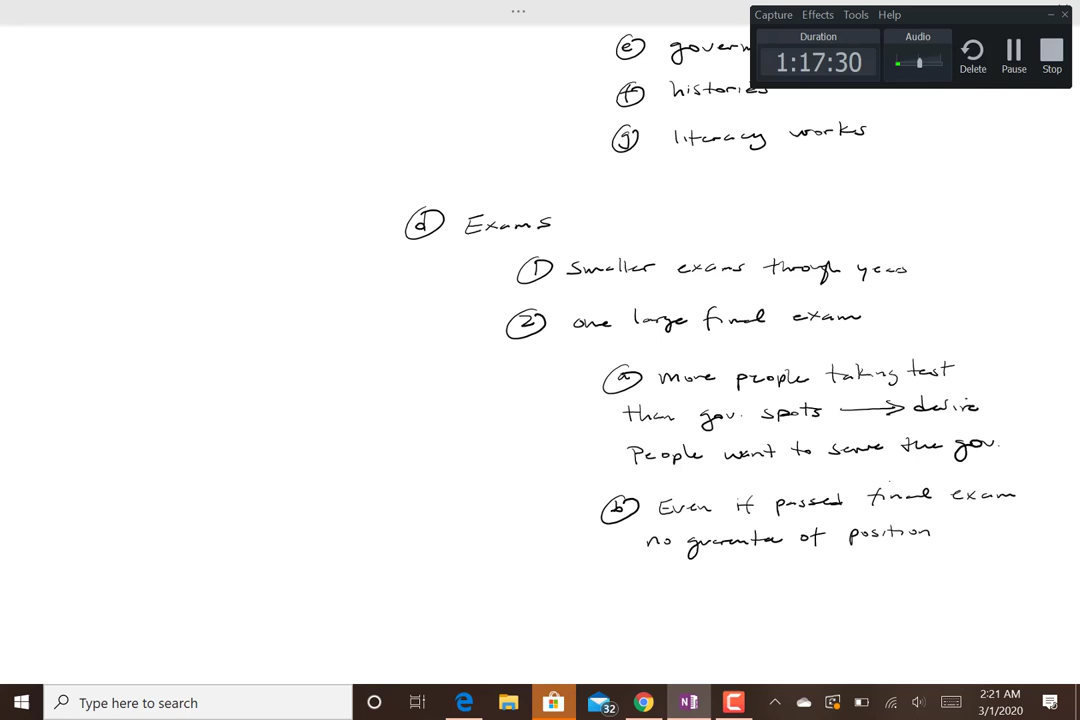 Capture Effects Tools Help
Duration
Audio
1:17:30
Delete Pause Stop
e govern
f histories
g literacy works
d Exams
1 smaller exams through years
2 one large final exam
a More people taking test
than gov. spots → desire
People want to serve the gov.
b Even if passed final exam
no guarantee of position
Type here to search
32
2:21 AM
3/1/2020